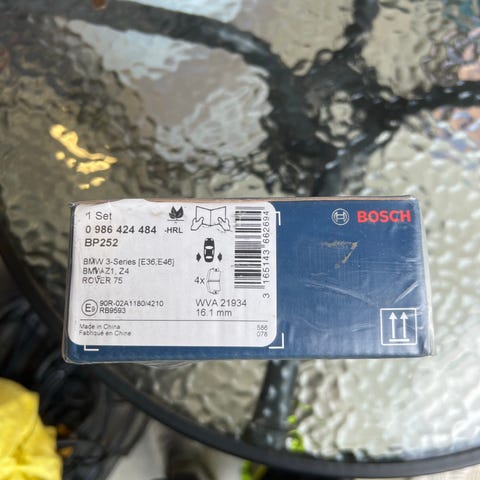 1 Set
0 986 424 484 -HRL
BP252
BMW 3-Series [E36,E46]
BMW Z1, Z4
ROVER 75
4x
E9 90R-02A1180/4210
RB9593
WVA 21934
16.1 mm
Made in China
Fabriqué en Chine
586
078
3 165143 662694
BOSCH